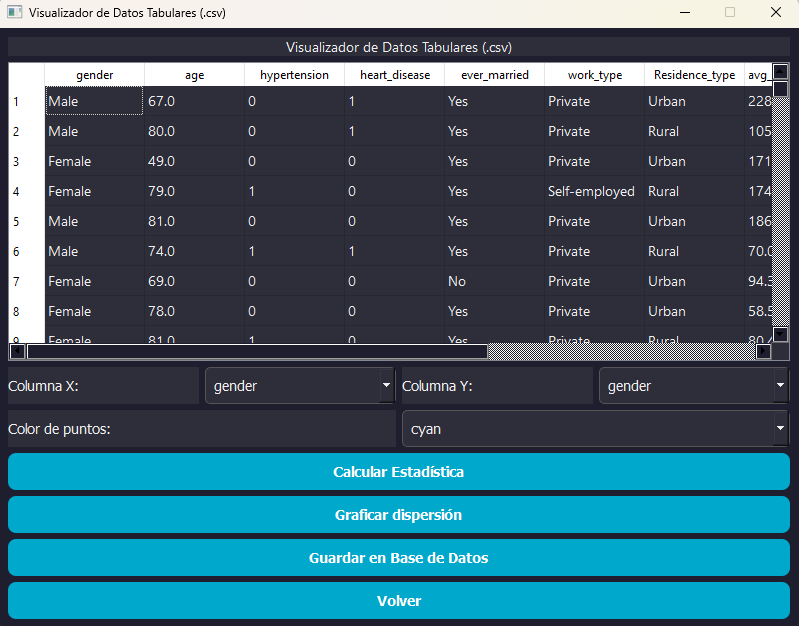 Visualizador de Datos Tabulares (.csv)
Visualizador de Datos Tabulares (.csv)
gender age hypertension heart_disease ever_married work_type Residence_type avg_
1 Male 67.0 0 1 Yes Private Urban 228
2 Male 80.0 0 1 Yes Private Rural 105
3 Female 49.0 0 0 Yes Private Urban 171
4 Female 79.0 1 0 Yes Self-employed Rural 174
5 Male 81.0 0 0 Yes Private Urban 186
6 Male 74.0 1 1 Yes Private Rural 70.0
7 Female 69.0 0 0 No Private Urban 94.3
8 Female 78.0 0 0 Yes Private Urban 58.5
9 Female 81.0 1 0 Yes Private Rural 80.4
Columna X: gender Columna Y: gender
Color de puntos: cyan
Calcular Estadística
Graficar dispersión
Guardar en Base de Datos
Volver